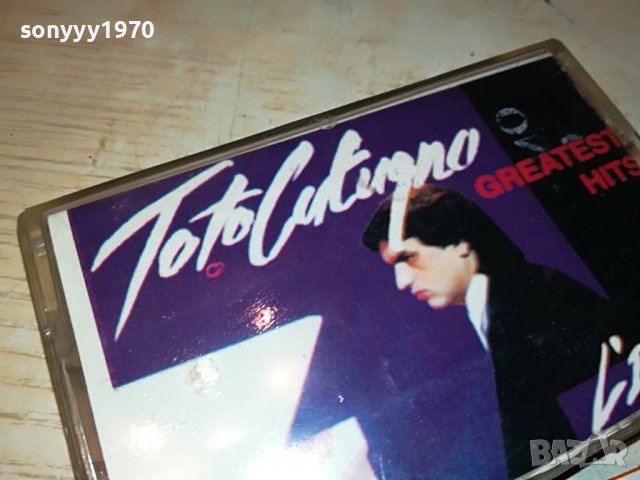 sonyyy1970
Toto Cutugno
GREATEST
HITS
BAZAR